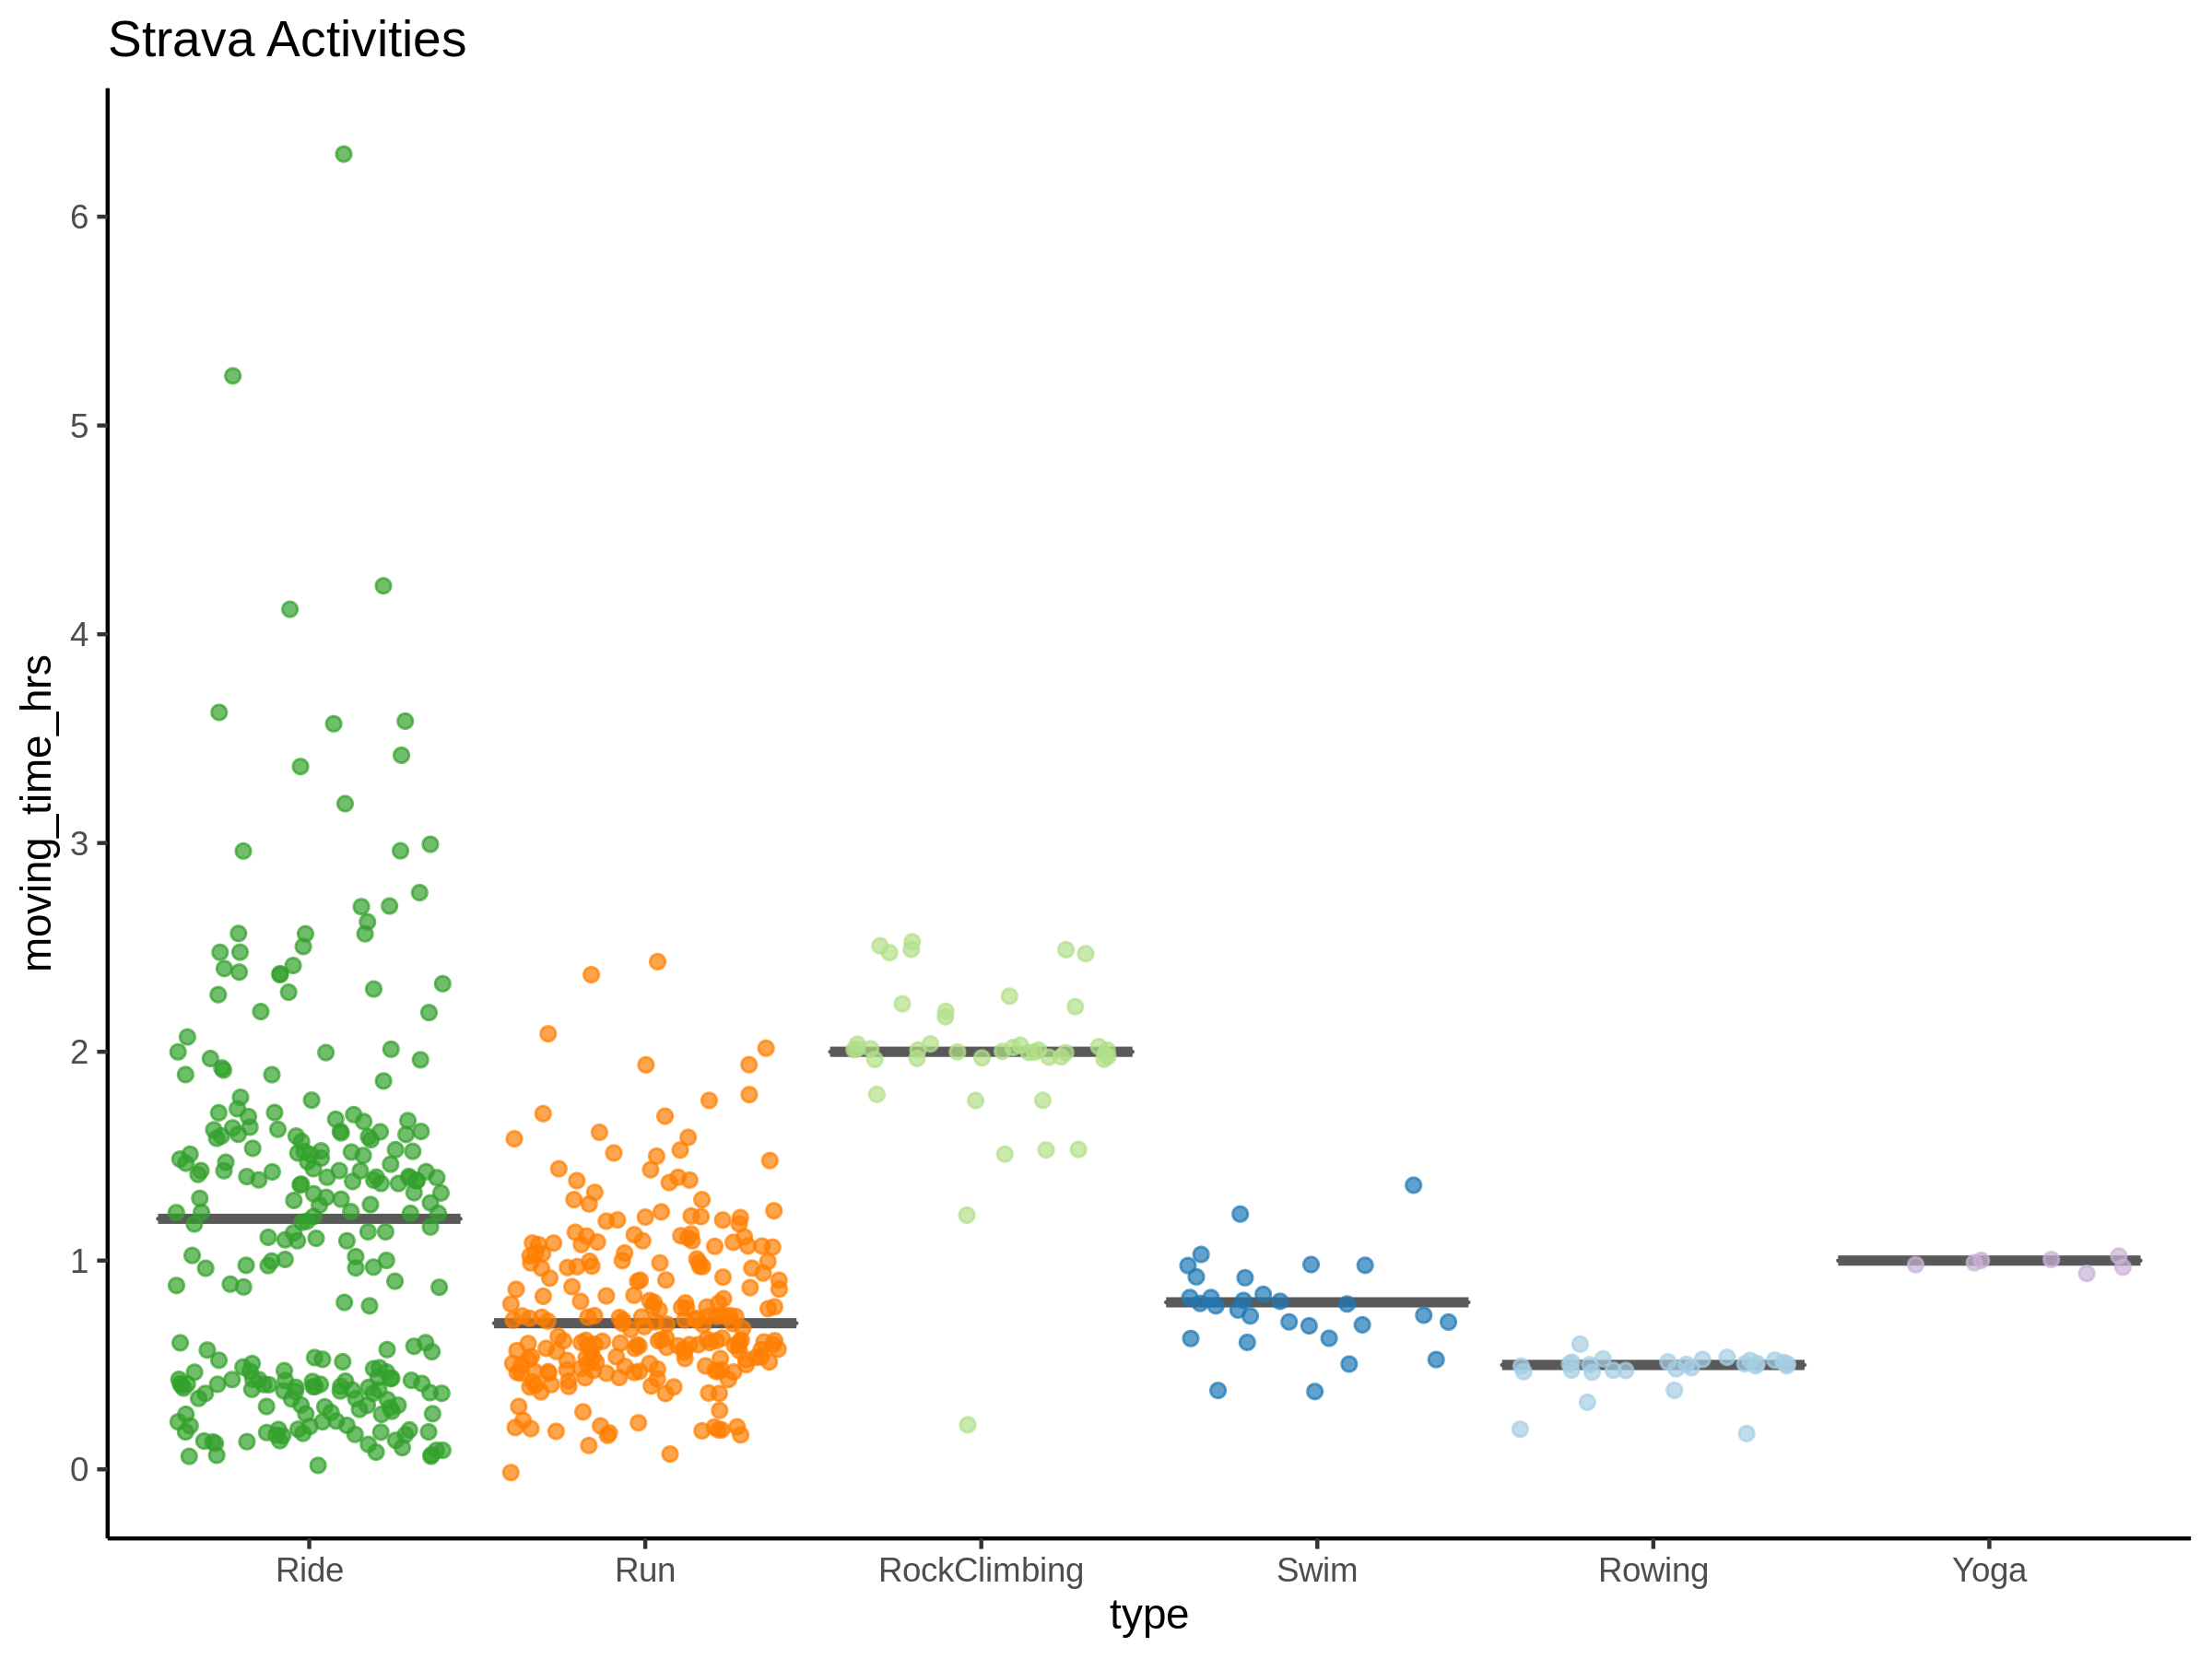 Strava Activities
moving_time_hrs
6
5
4
3
2
1
0
Ride Run RockClimbing Swim Rowing Yoga
type